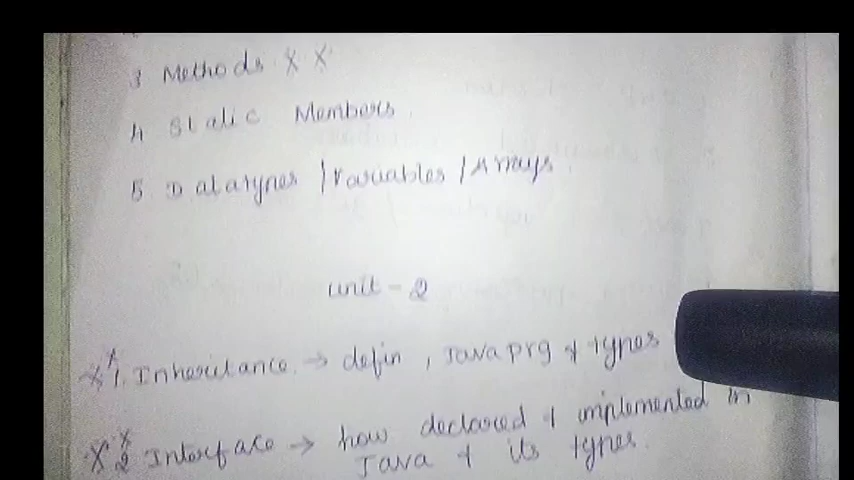 3 Methods X X
4 Static Members
5 Datatypes / Variables / Arrays.
unit - 2
X X 1. Inheritance → defin, Java prg & types
X X 2 Interface → how declared & implemented in
Java & its types.